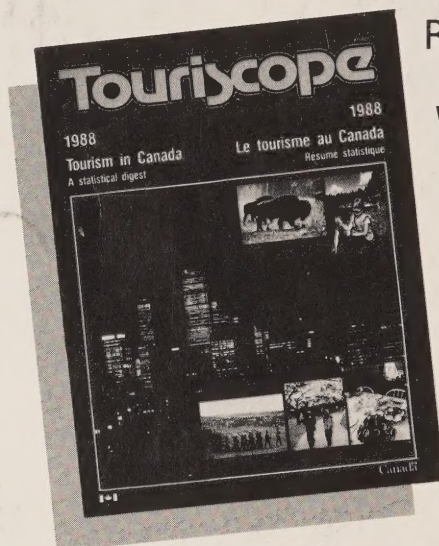 Touriscope
1988
Tourism in Canada
A statistical digest
1988
Le tourisme au Canada
Résumé statistique
Canada
R